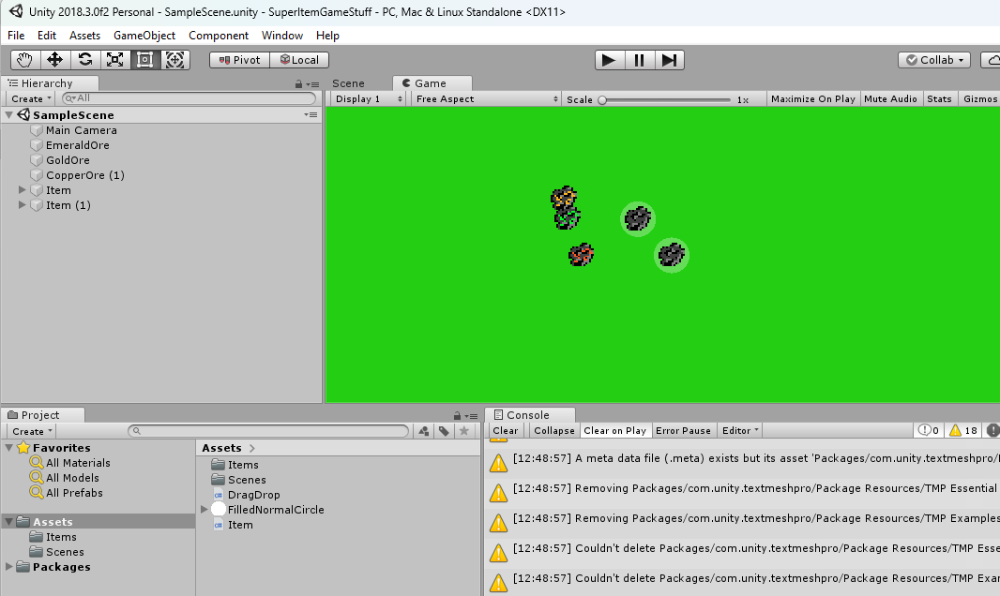 Unity 2018.3.0f2 Personal - SampleScene.unity - SuperItemGameStuff - PC, Mac & Linux Standalone <DX11>
File Edit Assets GameObject Component Window Help
Pivot Local Collab
Hierarchy
Create All
SampleScene
Main Camera
EmeraldOre
GoldOre
CopperOre (1)
Item
Item (1)
Scene Game
Display 1 Free Aspect Scale 1x Maximize On Play Mute Audio Stats Gizmos
Project
Create
Favorites
All Materials
All Models
All Prefabs
Assets
Items
Scenes
Packages
Assets
Items
Scenes
DragDrop
FilledNormalCircle
Item
Console
Clear Collapse Clear on Play Error Pause Editor 0 18
[12:48:57] A meta data file (.meta) exists but its asset 'Packages/com.unity.textmeshpro/
[12:48:57] Removing Packages/com.unity.textmeshpro/Package Resources/TMP Essential
[12:48:57] Removing Packages/com.unity.textmeshpro/Package Resources/TMP Examples
[12:48:57] Couldn't delete Packages/com.unity.textmeshpro/Package Resources/TMP Esse
[12:48:57] Couldn't delete Packages/com.unity.textmeshpro/Package Resources/TMP Exa